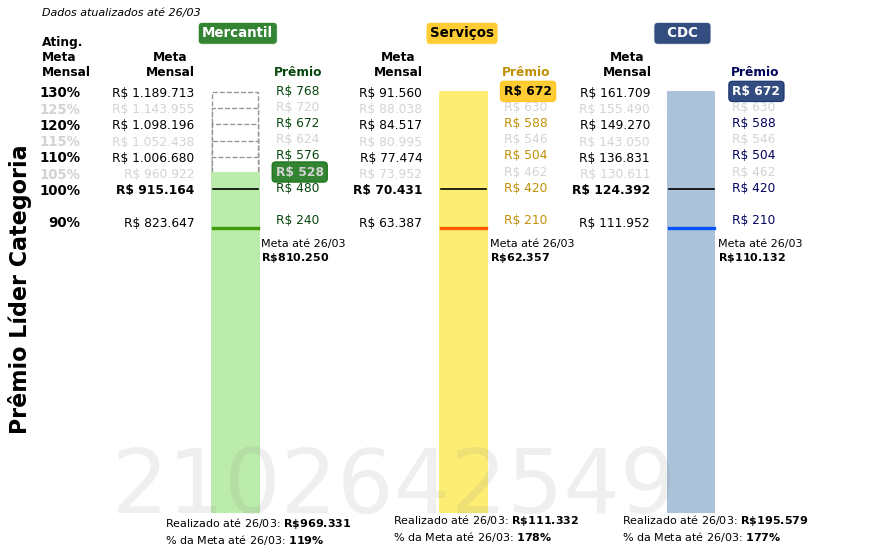 Dados atualizados até 26/03
Mercantil Serviços CDC
Ating. Meta Mensal Meta Mensal Prêmio Meta Mensal Prêmio Meta Mensal Prêmio
130% R$ 1.189.713 R$ 768 R$ 91.560 R$ 672 R$ 161.709 R$ 672
125% R$ 1.143.955 R$ 720 R$ 88.038 R$ 630 R$ 155.490 R$ 630
120% R$ 1.098.196 R$ 672 R$ 84.517 R$ 588 R$ 149.270 R$ 588
115% R$ 1.052.438 R$ 624 R$ 80.995 R$ 546 R$ 143.050 R$ 546
110% R$ 1.006.680 R$ 576 R$ 77.474 R$ 504 R$ 136.831 R$ 504
105% R$ 960.922 R$ 528 R$ 73.952 R$ 462 R$ 130.611 R$ 462
100% R$ 915.164 R$ 480 R$ 70.431 R$ 420 R$ 124.392 R$ 420
90% R$ 823.647 R$ 240 R$ 63.387 R$ 210 R$ 111.952 R$ 210
Meta até 26/03 Meta até 26/03 Meta até 26/03
R$810.250 R$62.357 R$110.132
Prêmio Líder Categoria
2102642549
Realizado até 26/03: R$969.331 Realizado até 26/03: R$111.332 Realizado até 26/03: R$195.579
% da Meta até 26/03: 119% % da Meta até 26/03: 178% % da Meta até 26/03: 177%